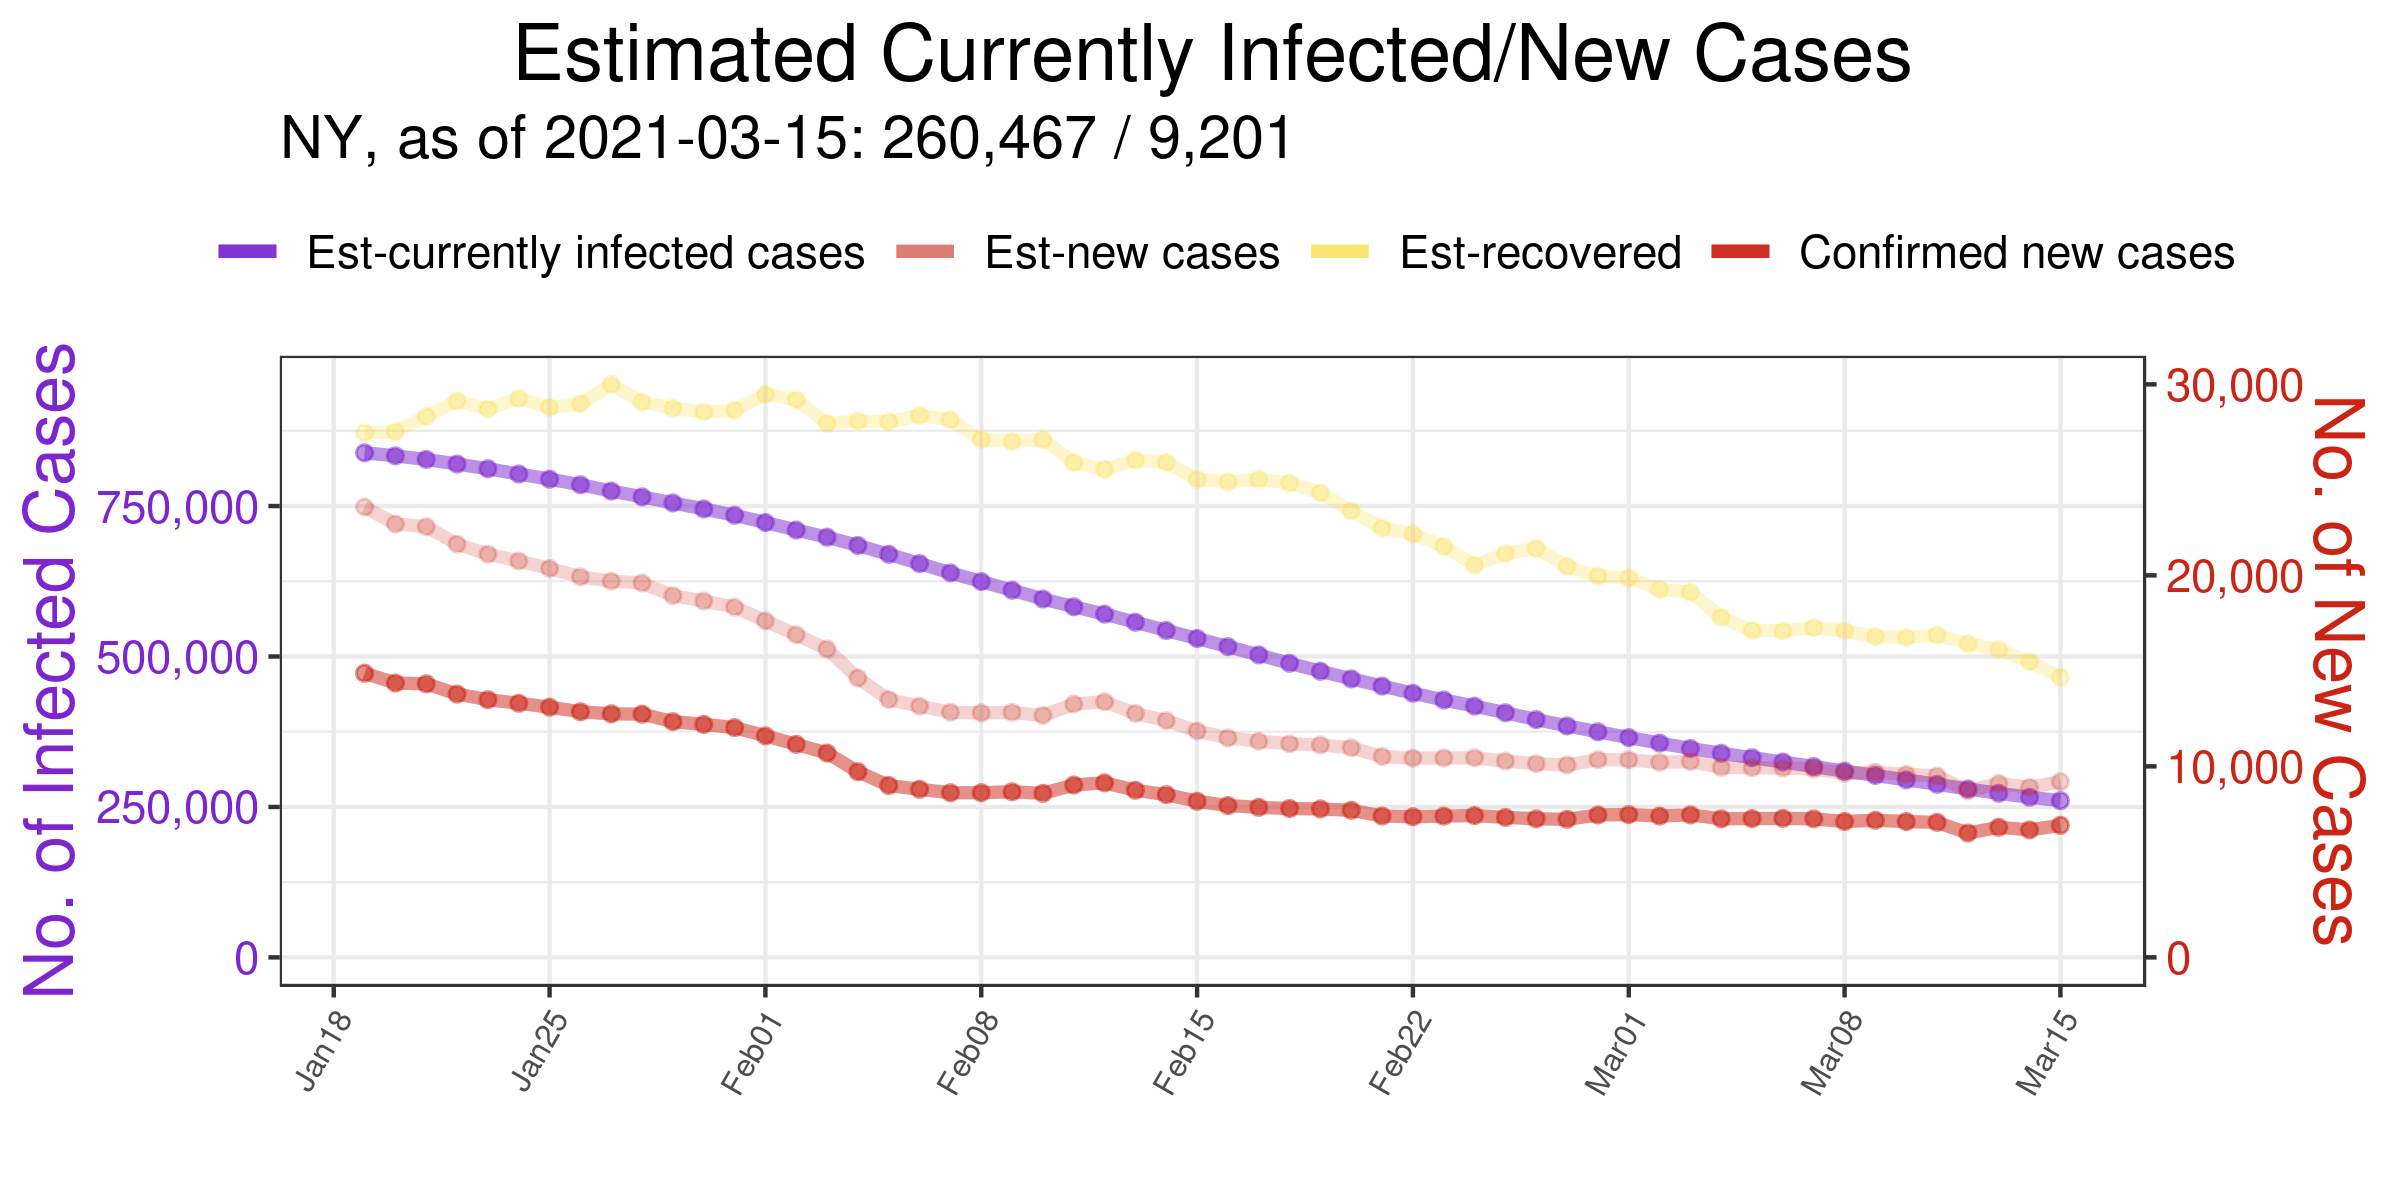 Estimated Currently Infected/New Cases
NY, as of 2021-03-15: 260,467 / 9,201
Est-currently infected cases Est-new cases Est-recovered Confirmed new cases
No. of Infected Cases
750,000
500,000
250,000
0
30,000
20,000
10,000
0
No. of New Cases
Jan18 Jan25 Feb01 Feb08 Feb15 Feb22 Mar01 Mar08 Mar15